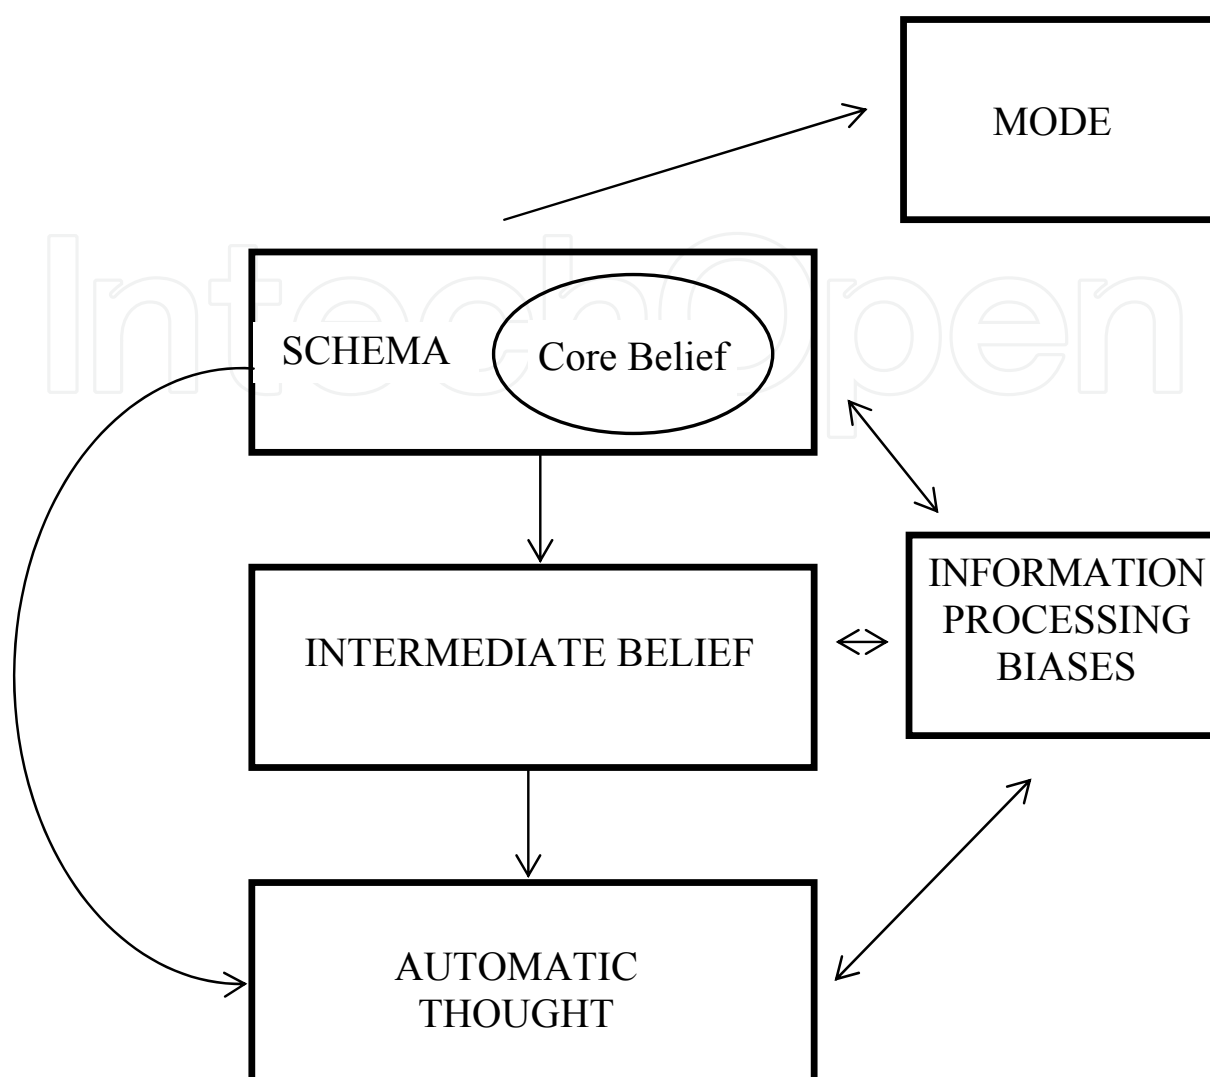 MODE
IntechOpen
SCHEMA
Core Belief
INFORMATION
PROCESSING
BIASES
INTERMEDIATE BELIEF
AUTOMATIC
THOUGHT